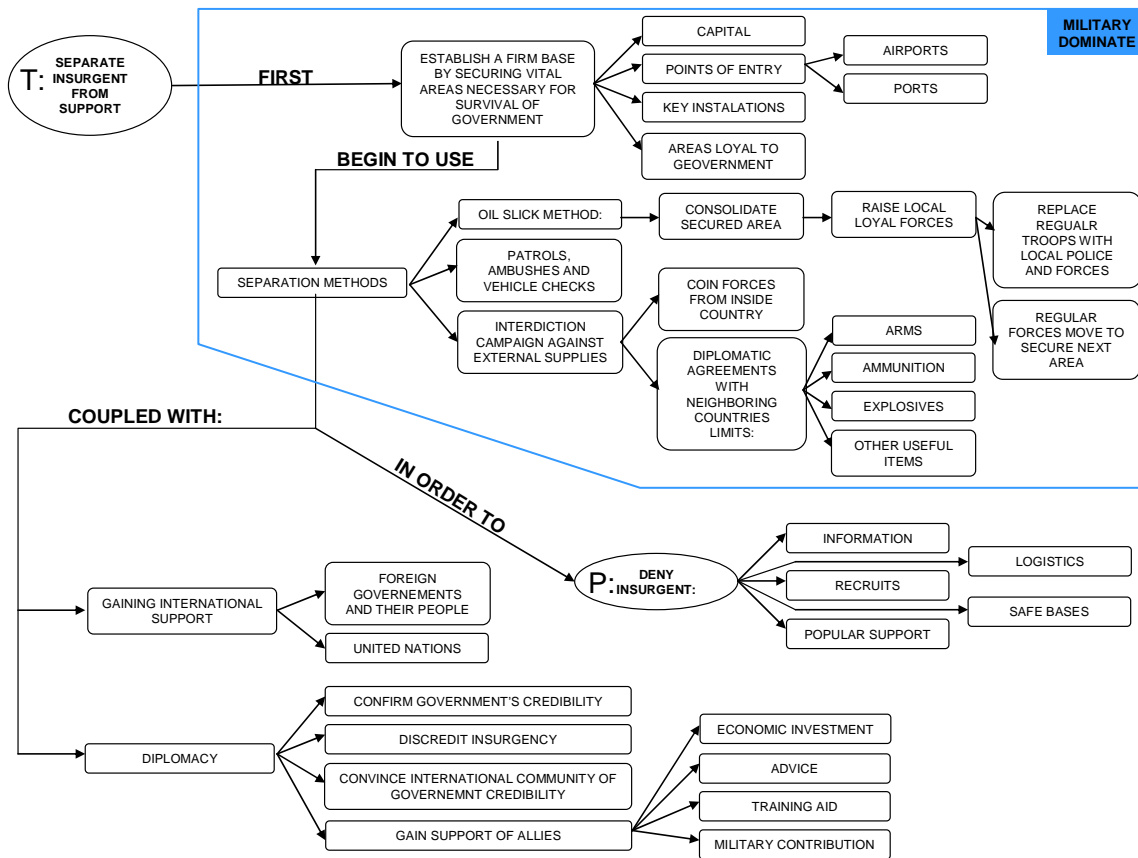 MILITARY
DOMINATE
T:
SEPARATE
INSURGENT
FROM
SUPPORT
FIRST
ESTABLISH A FIRM BASE
BY SECURING VITAL
AREAS NECESSARY FOR
SURVIVAL OF
GOVERNMENT
CAPITAL
POINTS OF ENTRY
KEY INSTALATIONS
AREAS LOYAL TO
GEOVERNMENT
AIRPORTS
PORTS
BEGIN TO USE
SEPARATION METHODS
OIL SLICK METHOD:
CONSOLIDATE
SECURED AREA
RAISE LOCAL
LOYAL FORCES
REPLACE
REGUALR
TROOPS WITH
LOCAL POLICE
AND FORCES
REGULAR
FORCES MOVE TO
SECURE NEXT
AREA
PATROLS,
AMBUSHES AND
VEHICLE CHECKS
INTERDICTION
CAMPAIGN AGAINST
EXTERNAL SUPPLIES
COIN FORCES
FROM INSIDE
COUNTRY
DIPLOMATIC
AGREEMENTS
WITH
NEIGHBORING
COUNTRIES
LIMITS:
ARMS
AMMUNITION
EXPLOSIVES
OTHER USEFUL
ITEMS
COUPLED WITH:
IN ORDER TO
P:
DENY
INSURGENT:
INFORMATION
LOGISTICS
RECRUITS
SAFE BASES
POPULAR SUPPORT
GAINING INTERNATIONAL
SUPPORT
FOREIGN
GOVERNEMENTS
AND THEIR PEOPLE
UNITED NATIONS
DIPLOMACY
CONFIRM GOVERNMENT’S CREDIBILITY
DISCREDIT INSURGENCY
CONVINCE INTERNATIONAL COMMUNITY OF
GOVERNEMNT CREDIBILITY
GAIN SUPPORT OF ALLIES
ECONOMIC INVESTMENT
ADVICE
TRAINING AID
MILITARY CONTRIBUTION